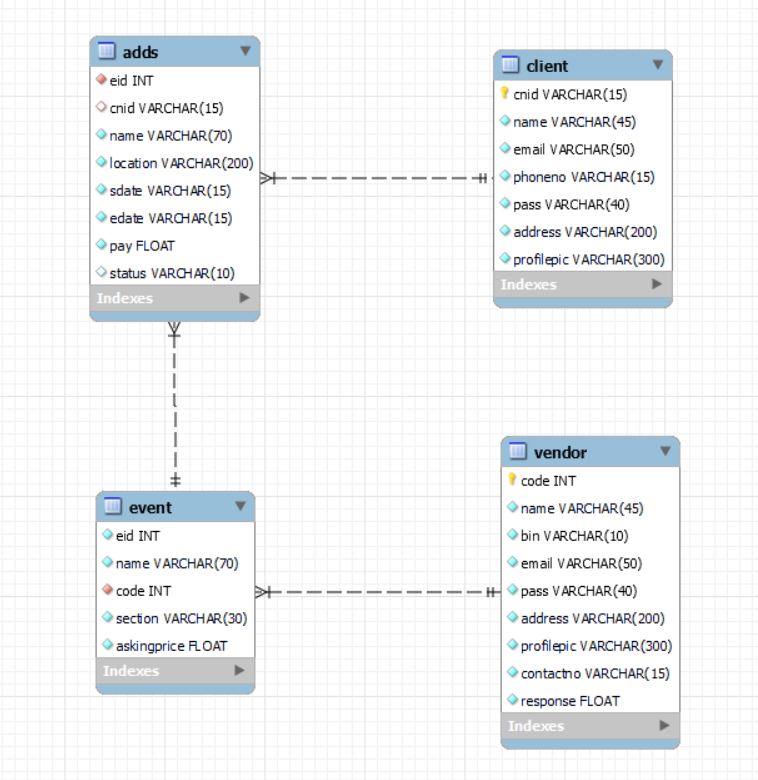 adds
eid INT
cnid VARCHAR(15)
name VARCHAR(70)
location VARCHAR(200)
sdate VARCHAR(15)
edate VARCHAR(15)
pay FLOAT
status VARCHAR(10)
Indexes
client
cnid VARCHAR(15)
name VARCHAR(45)
email VARCHAR(50)
phoneno VARCHAR(15)
pass VARCHAR(40)
address VARCHAR(200)
profilepic VARCHAR(300)
Indexes
event
eid INT
name VARCHAR(70)
code INT
section VARCHAR(30)
askingprice FLOAT
Indexes
vendor
code INT
name VARCHAR(45)
bin VARCHAR(10)
email VARCHAR(50)
pass VARCHAR(40)
address VARCHAR(200)
profilepic VARCHAR(300)
contactno VARCHAR(15)
response FLOAT
Indexes